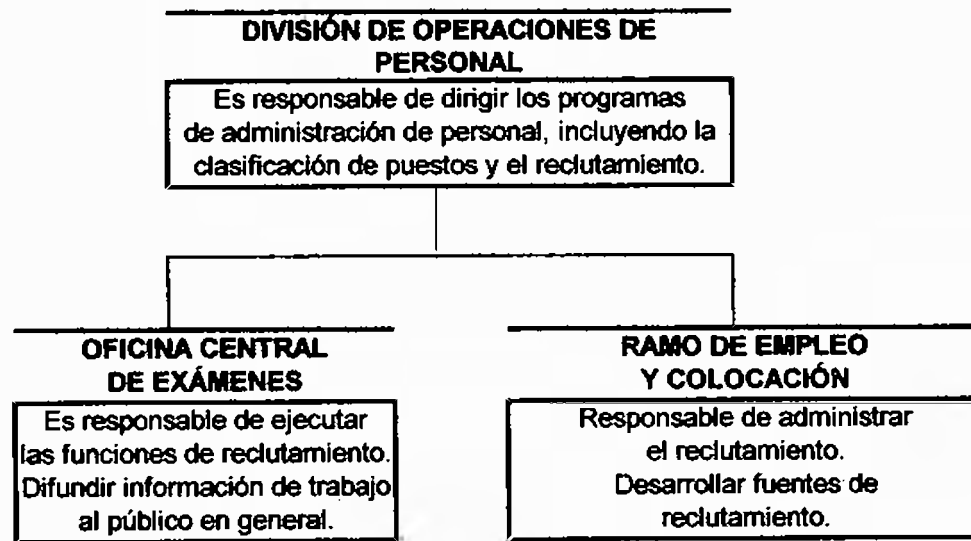 DIVISIÓN DE OPERACIONES DE
PERSONAL
Es responsable de dirigir los programas
de administración de personal, incluyendo la
clasificación de puestos y el reclutamiento.
OFICINA CENTRAL
DE EXÁMENES
Es responsable de ejecutar
las funciones de reclutamiento.
Difundir información de trabajo
al público en general.
RAMO DE EMPLEO
Y COLOCACIÓN
Responsable de administrar
el reclutamiento.
Desarrollar fuentes de
reclutamiento.